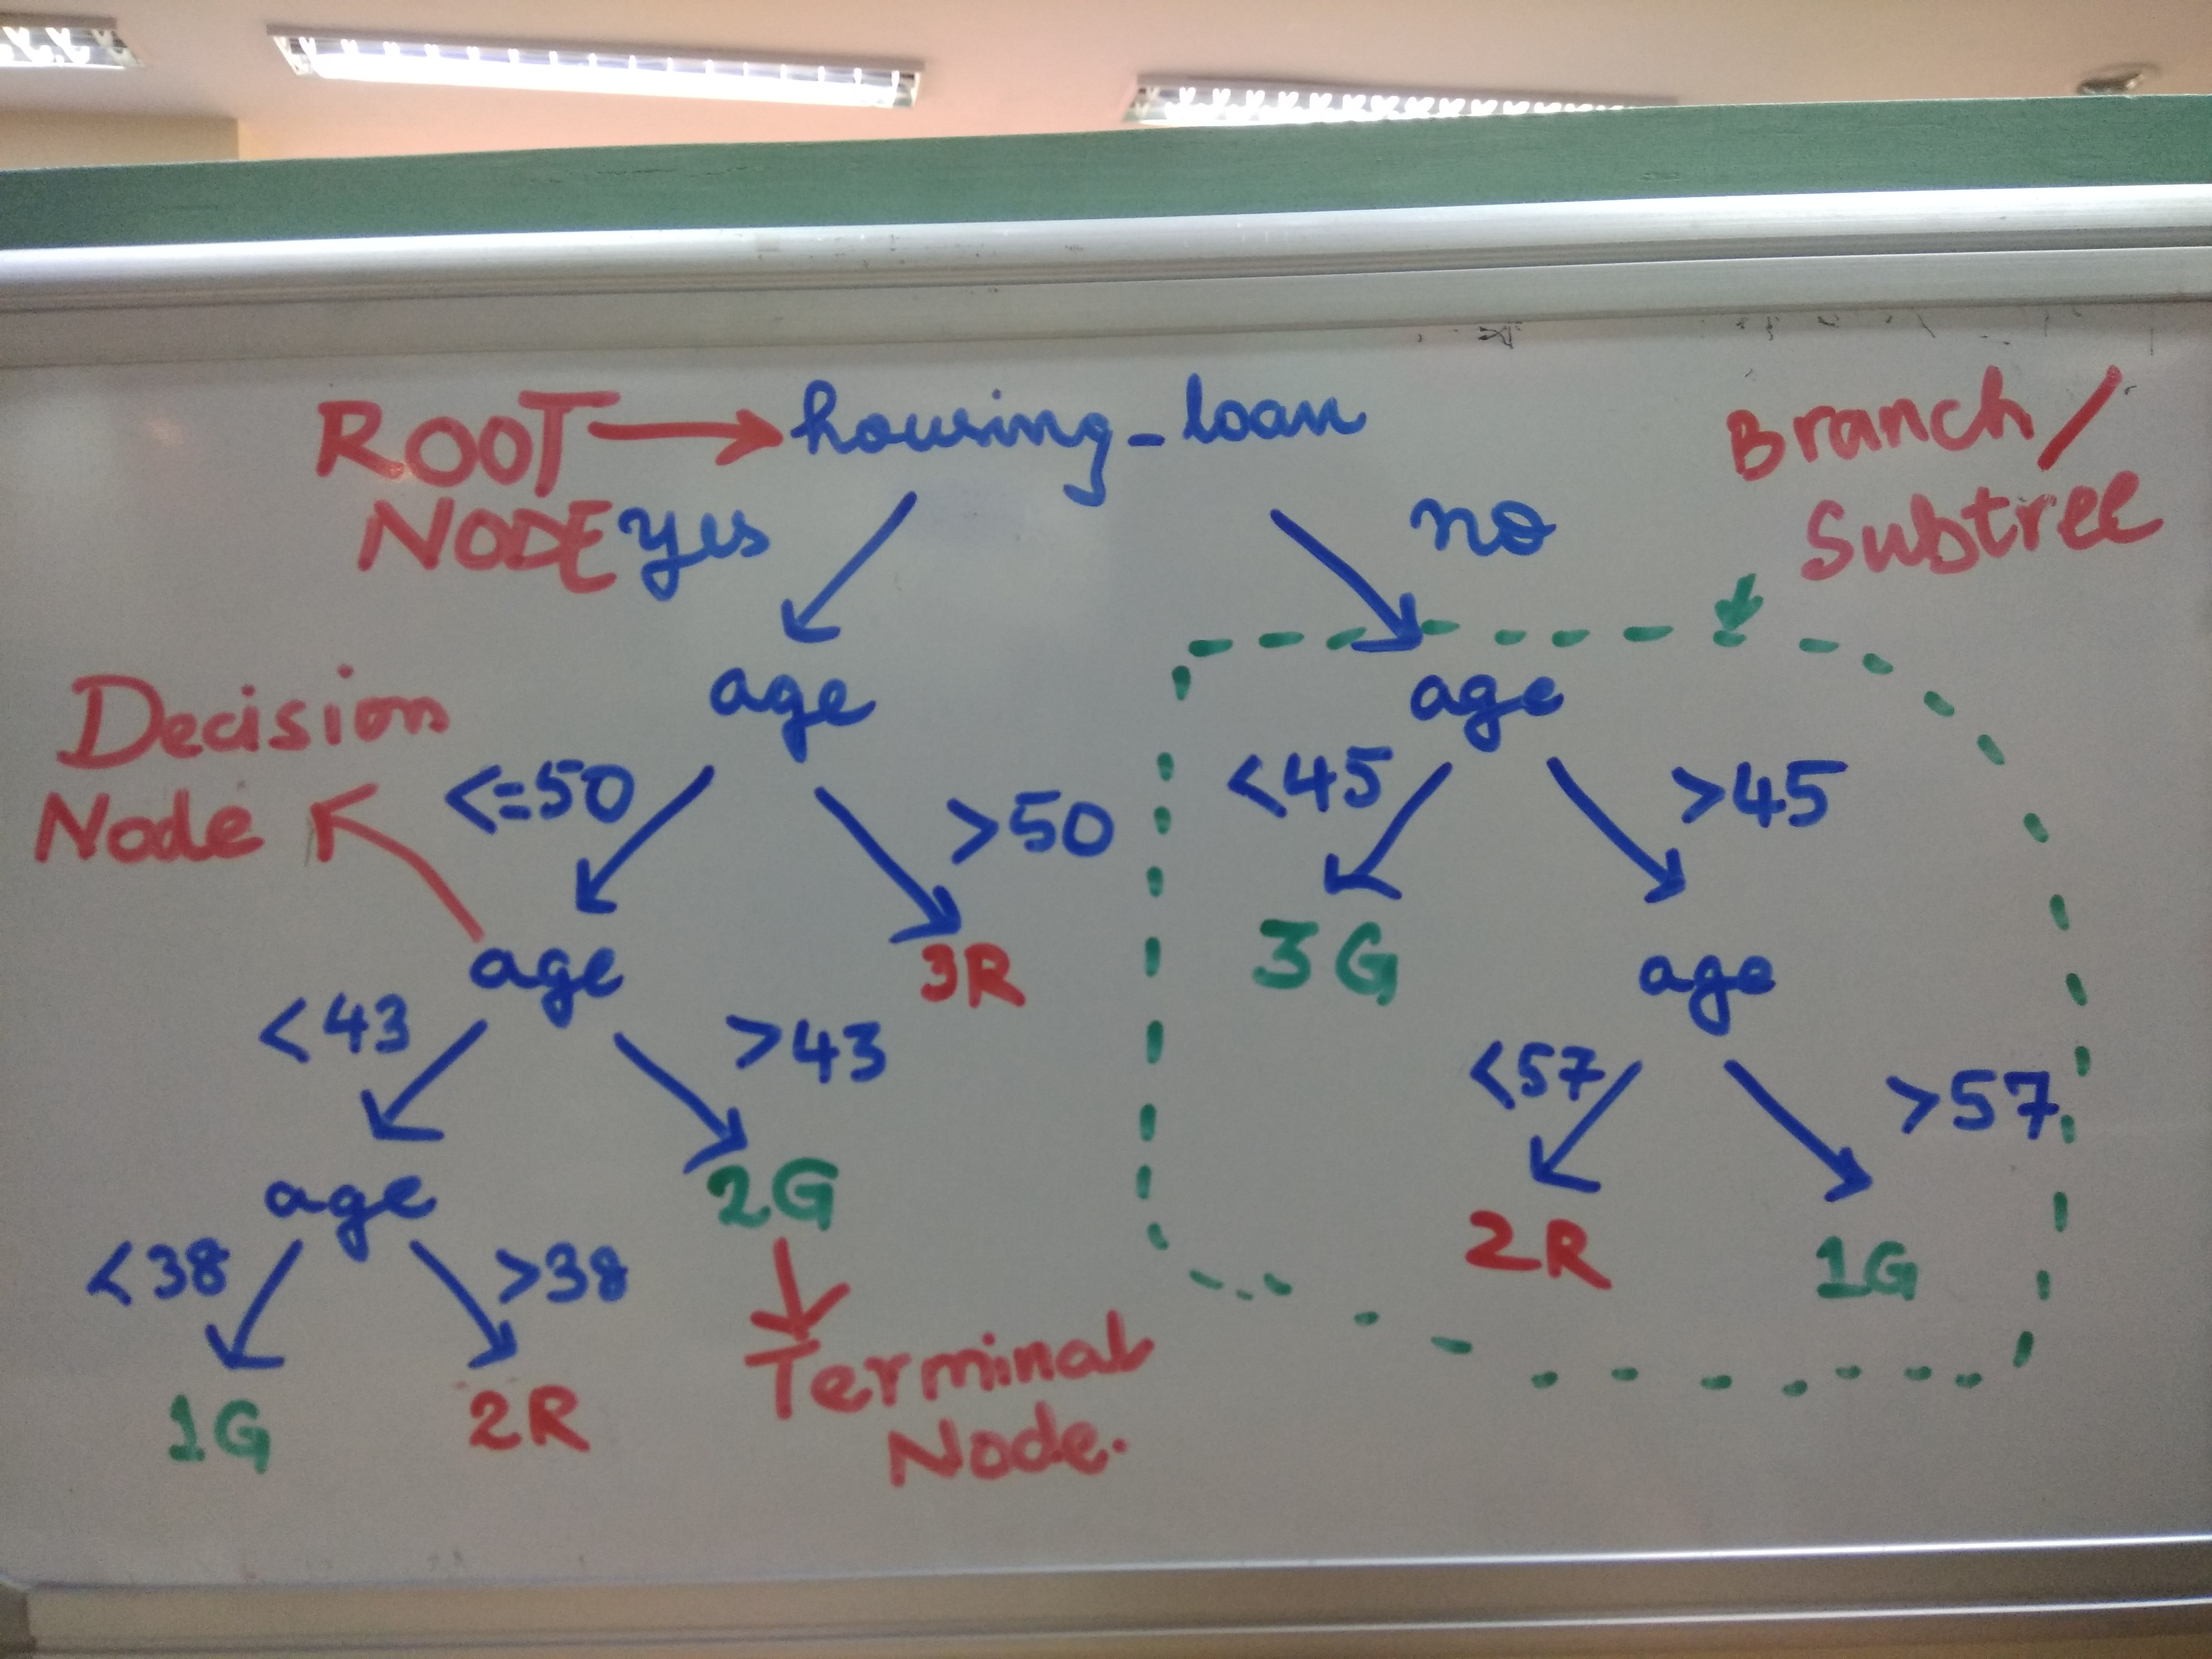 ROOT housing_loan
NODE yes no
Branch/
Subtree
age age
Decision
Node
<=50 >50 <45 >45
age 3R 3G age
<43 >43 <57 >57
age 2G 2R 1G
<38 >38
1G 2R
Terminal
Node.